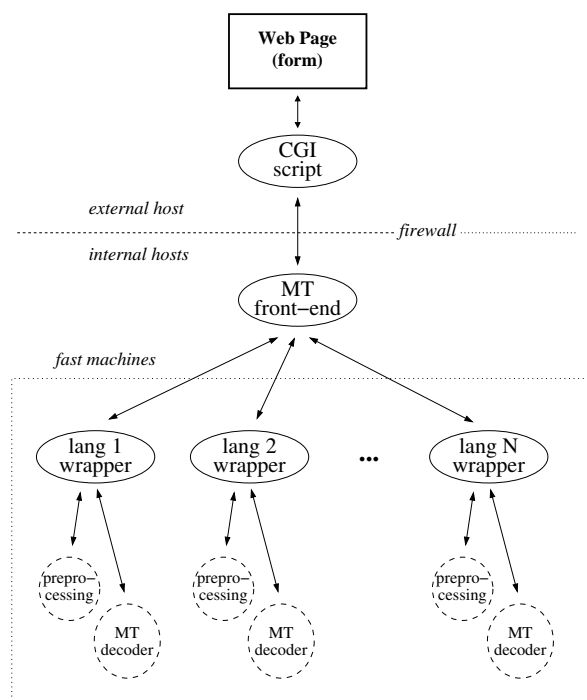 Web Page
(form)
CGI
script
external host
firewall
internal hosts
MT
front−end
fast machines
lang 1
wrapper
lang 2
wrapper
...
lang N
wrapper
prepro−
cessing
prepro−
cessing
prepro−
cessing
MT
decoder
MT
decoder
MT
decoder